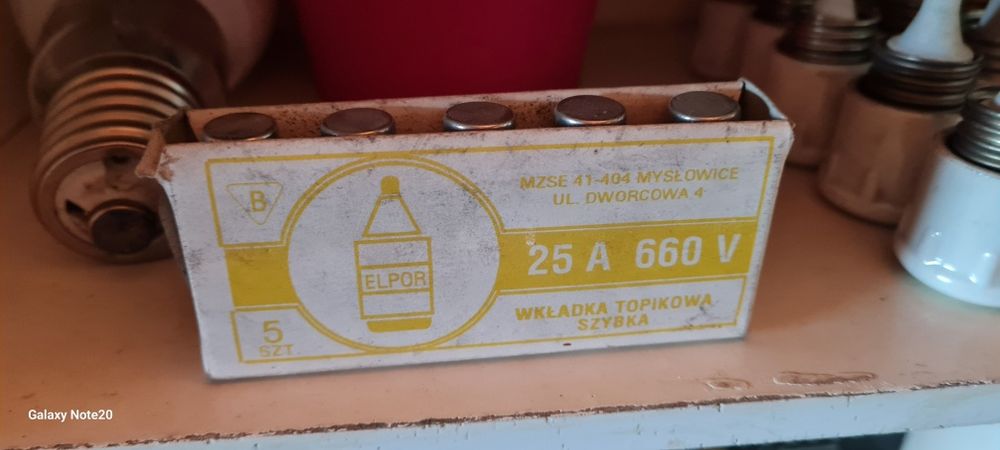 B
MZSE 41-404 MYSŁOWICE
UL. DWORCOWA 4
ELPOR
25 A 660 V
WKŁADKA TOPIKOWA
SZYBKA
5
SZT.
Galaxy Note20